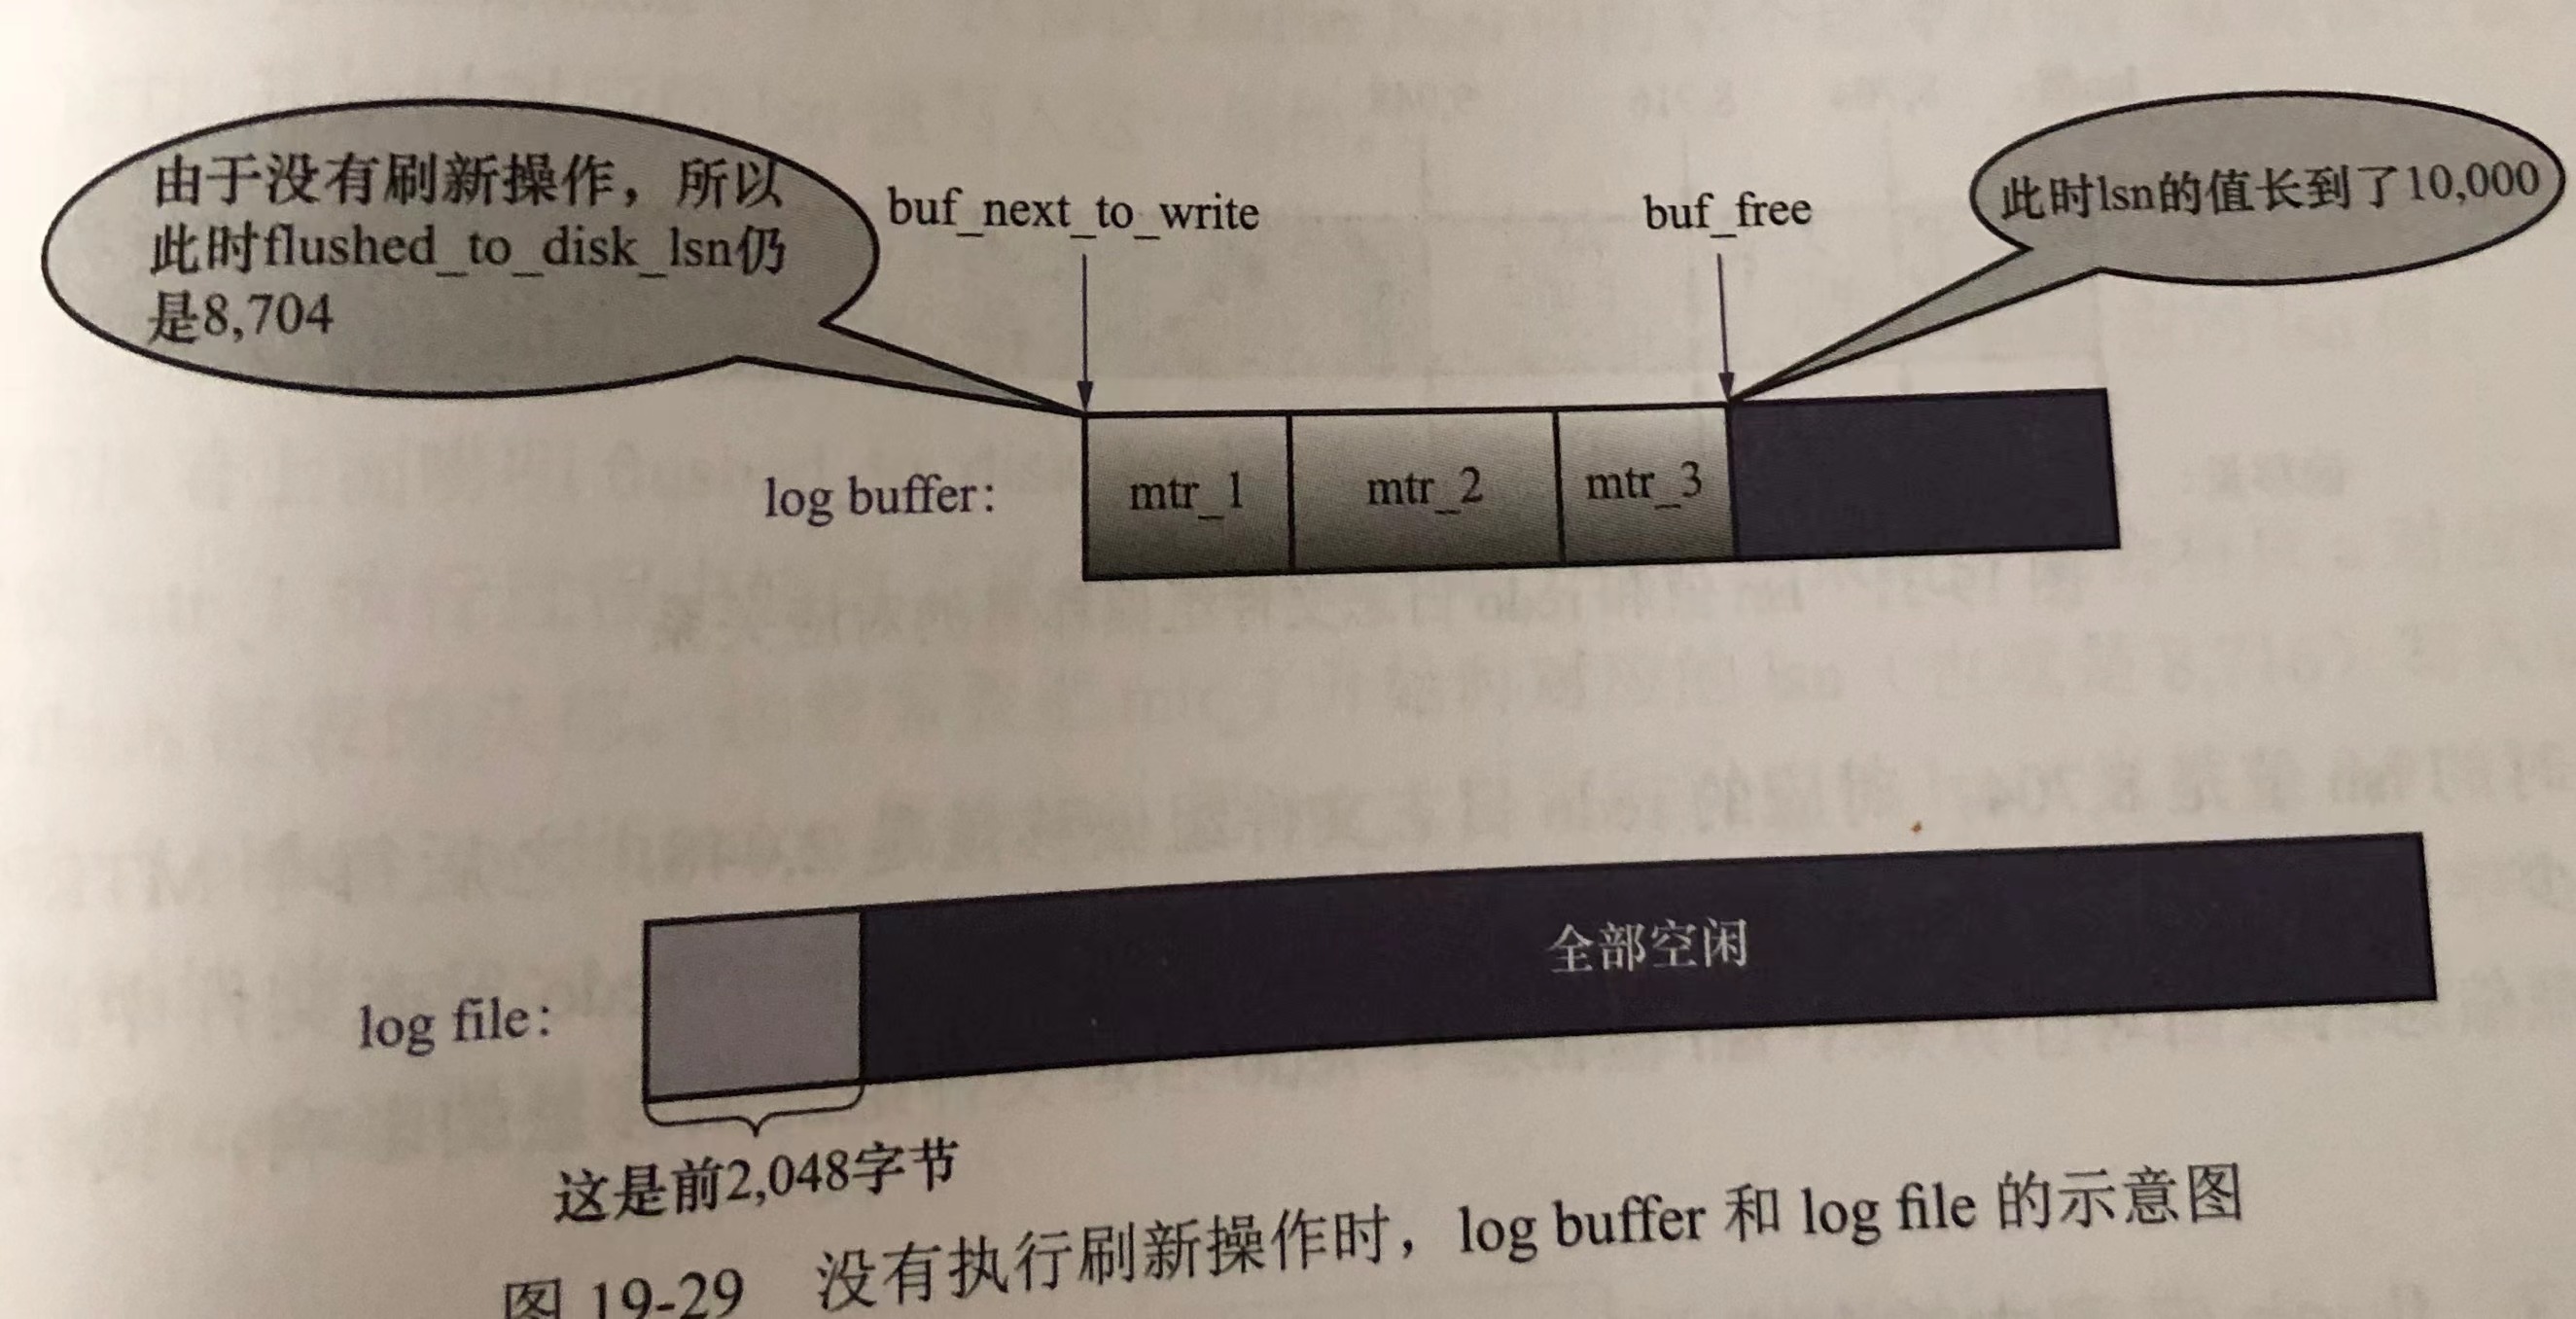 由于没有刷新操作，所以
此时flushed_to_disk_lsn仍
是8,704
buf_next_to_write
buf_free
此时lsn的值长到了10,000
log buffer:
mtr_1
mtr_2
mtr_3
log file:
全部空闲
这是前2,048字节
图 19-29 没有执行刷新操作时，log buffer 和 log file 的示意图